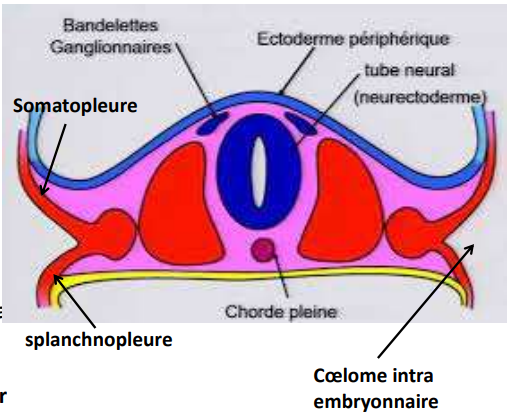 Bandelettes
Ganglionnaires
Ectoderme périphérique
tube neural
(neurectoderme)
Somatopleure
Chorde pleine
splanchnopleure
Cœlome intra
embryonnaire
r